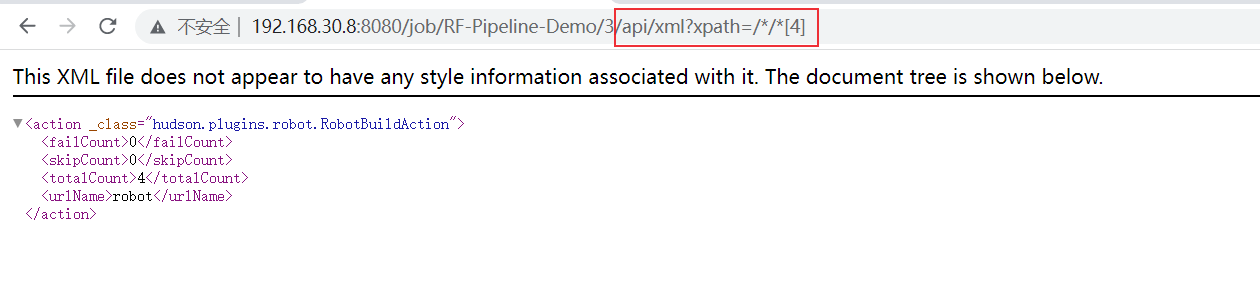 不安全 | 192.168.30.8:8080/job/RF-Pipeline-Demo/3/api/xml?xpath=/*/*[4]
This XML file does not appear to have any style information associated with it. The document tree is shown below.
▼<action _class="hudson.plugins.robot.RobotBuildAction">
<failCount>0</failCount>
<skipCount>0</skipCount>
<totalCount>4</totalCount>
<urlName>robot</urlName>
</action>